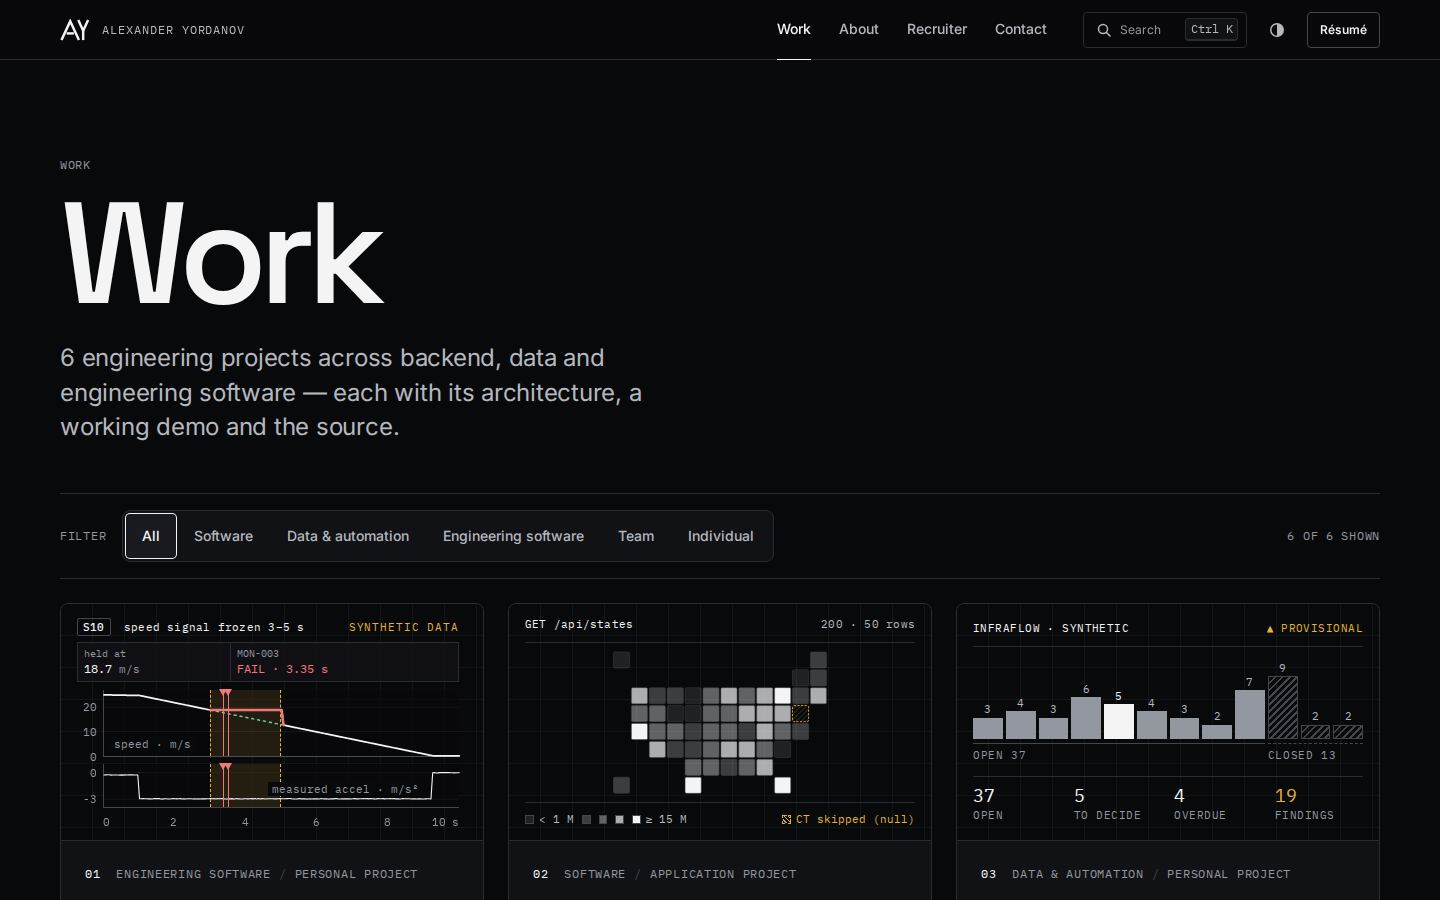 AY ALEXANDER YORDANOV
Work About Recruiter Contact Search Ctrl K Résumé
WORK
Work
6 engineering projects across backend, data and
engineering software — each with its architecture, a
working demo and the source.
FILTER All Software Data & automation Engineering software Team Individual 6 OF 6 SHOWN
S10 speed signal frozen 3–5 s SYNTHETIC DATA
held at MON-003
18.7 m/s FAIL · 3.35 s
20
10
0
speed · m/s
0
-3
measured accel · m/s²
0 2 4 6 8 10 s
01 ENGINEERING SOFTWARE / PERSONAL PROJECT
GET /api/states 200 · 50 rows
< 1 M ≥ 15 M CT skipped (null)
02 SOFTWARE / APPLICATION PROJECT
INFRAFLOW · SYNTHETIC ▲ PROVISIONAL
3 4 3 6 5 4 3 2 7 9 2 2
OPEN 37 CLOSED 13
37 5 4 19
OPEN TO DECIDE OVERDUE FINDINGS
03 DATA & AUTOMATION / PERSONAL PROJECT